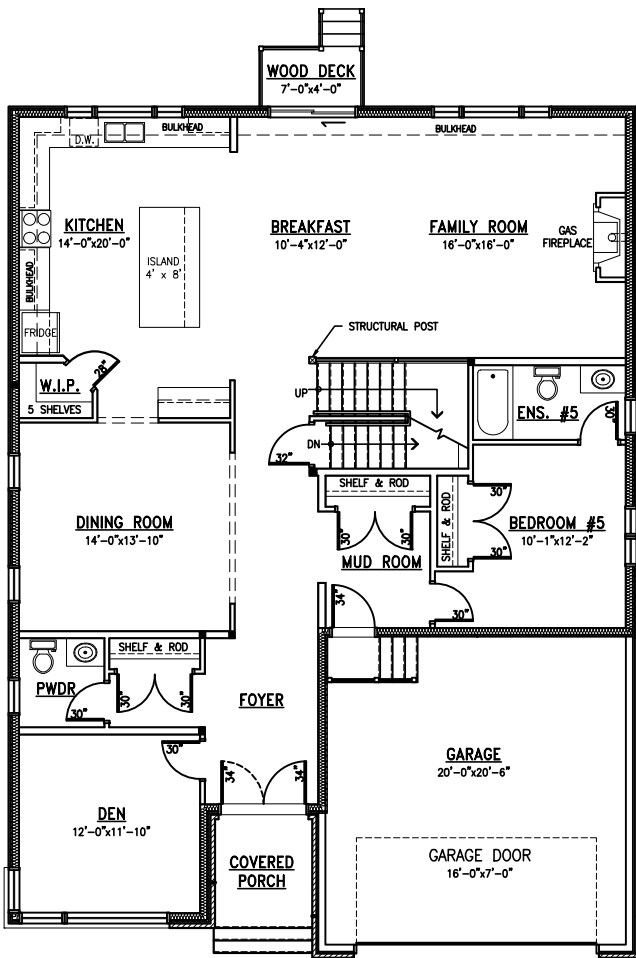 WOOD DECK
7'-0"x4'-0"
BULKHEAD
BULKHEAD
D.W.
KITCHEN
14'-0"x20'-0"
ISLAND
4' x 8'
BREAKFAST
10'-4"x12'-0"
FAMILY ROOM
16'-0"x16'-0"
GAS
FIREPLACE
BULKHEAD
FRIDGE
STRUCTURAL POST
28"
W.I.P.
5 SHELVES
UP
ENS. #5
30"
DN
32"
SHELF & ROD
SHELF & ROD
30"
30"
DINING ROOM
14'-0"x13'-10"
BEDROOM #5
10'-1"x12'-2"
30"
30"
MUD ROOM
34"
30"
SHELF & ROD
PWDR
30"
30"
30"
FOYER
30"
34"
34"
GARAGE
20'-0"x20'-6"
DEN
12'-0"x11'-10"
COVERED
PORCH
GARAGE DOOR
16'-0"x7'-0"